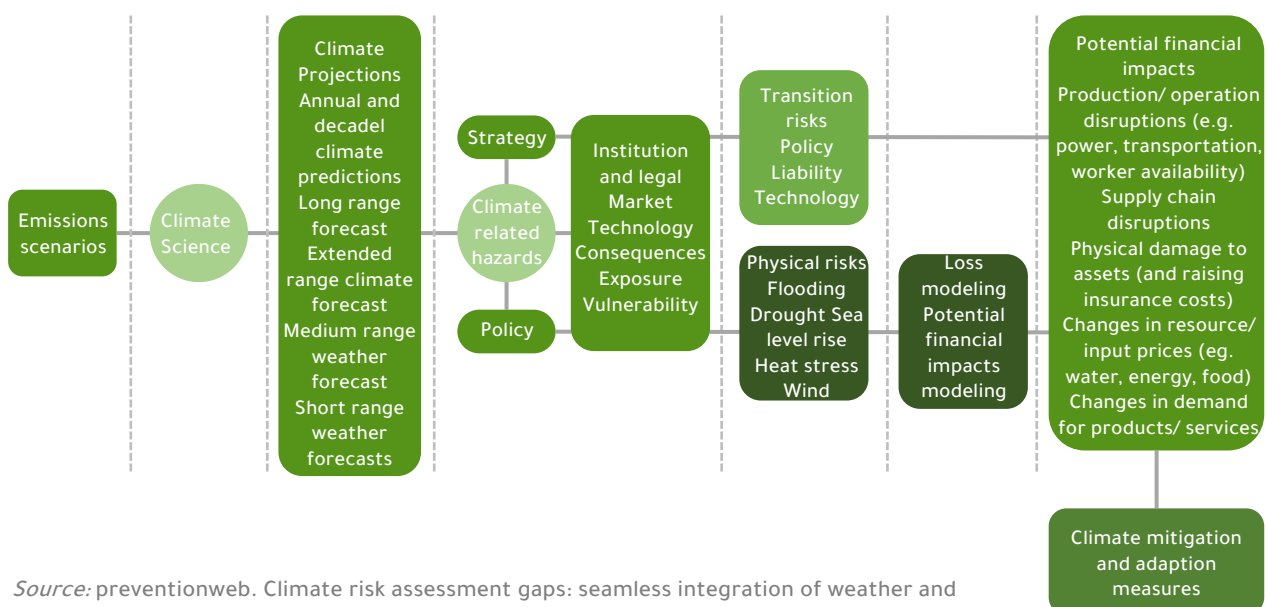 Emissions
scenarios
Climate
Science
Climate
Projections
Annual and
decadel
climate
predictions
Long range
forecast
Extended
range climate
forecast
Medium range
weather
forecast
Short range
weather
forecasts
Strategy
Climate
related
hazards
Policy
Institution
and legal
Market
Technology
Consequences
Exposure
Vulnerability
Transition
risks
Policy
Liability
Technology
Physical risks
Flooding
Drought Sea
level rise
Heat stress
Wind
Loss
modeling
Potential
financial
impacts
modeling
Potential financial
impacts
Production/ operation
disruptions (e.g.
power, transportation,
worker availability)
Supply chain
disruptions
Physical damage to
assets (and raising
insurance costs)
Changes in resource/
input prices (eg.
water, energy, food)
Changes in demand
for products/ services
Climate mitigation
and adaption
measures
Source: preventionweb. Climate risk assessment gaps: seamless integration of weather and